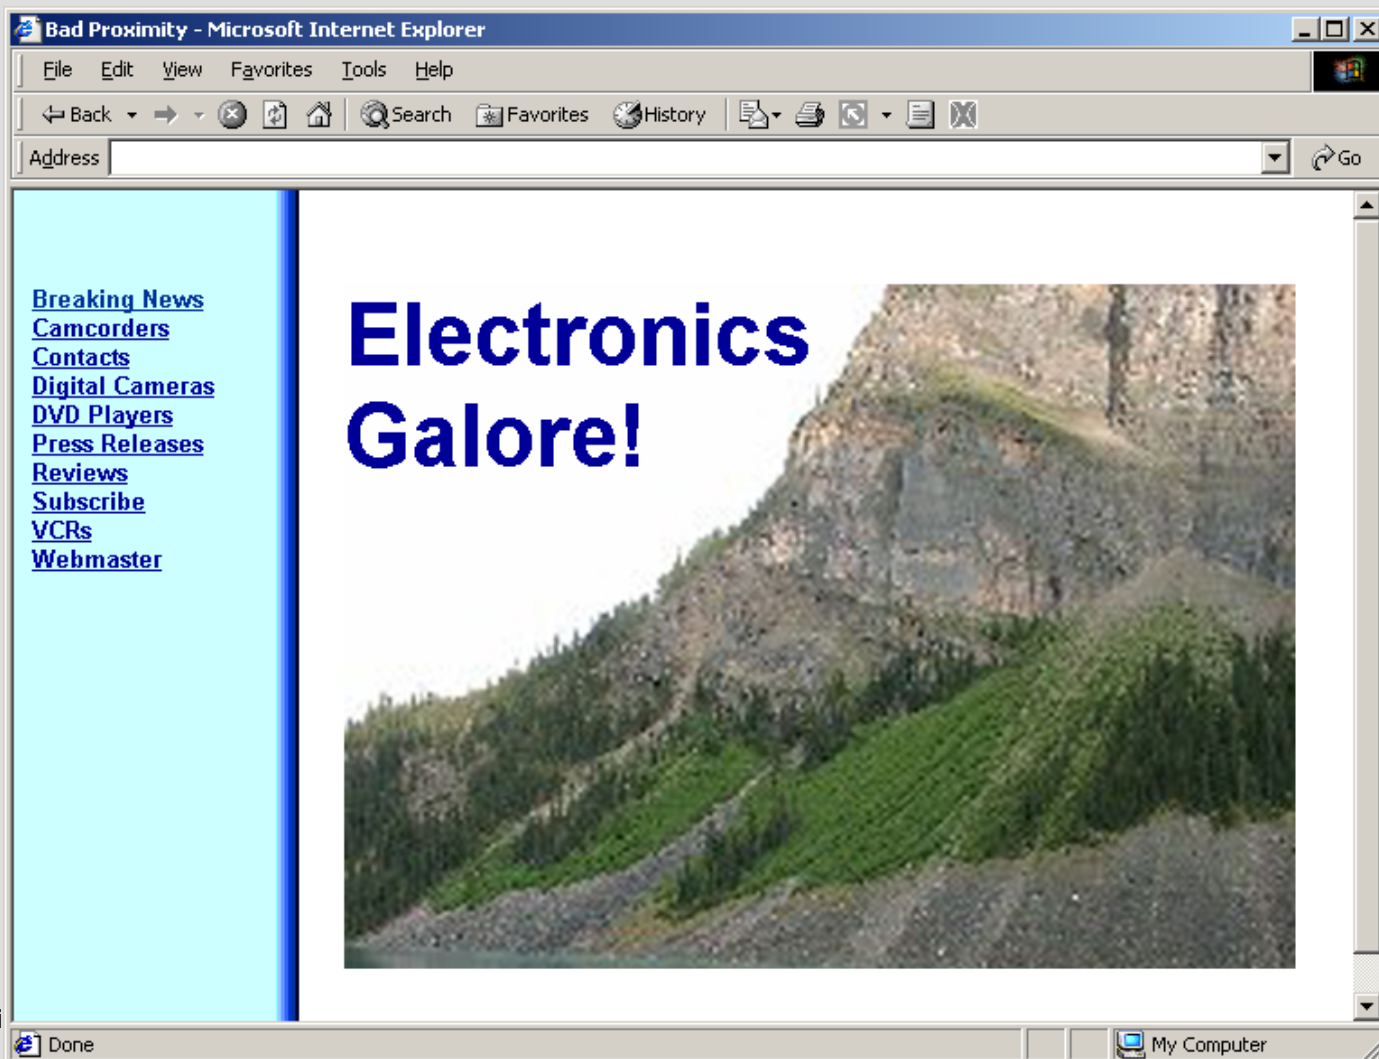 Bad Proximity - Microsoft Internet Explorer
File Edit View Favorites Tools Help
Back Search Favorites History
Address Go
Breaking News
Camcorders
Contacts
Digital Cameras
DVD Players
Press Releases
Reviews
Subscribe
VCRs
Webmaster
Electronics
Galore!
Done My Computer